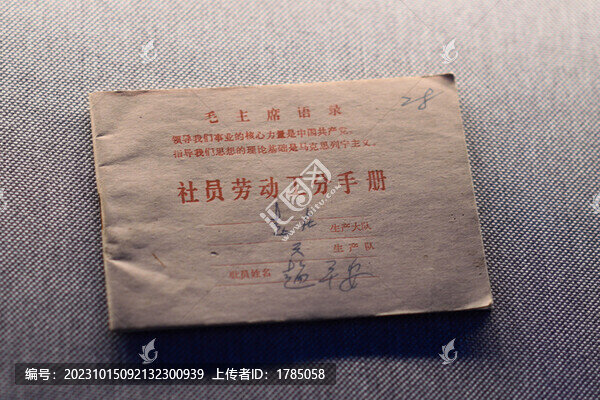 28
毛主席语录
领导我们事业的核心力量是中国共产党。
指导我们思想的理论基础是马克思列宁主义。
社员劳动工分手册
生产大队
生产队
社员姓名 赵平安
编号：20231015092132300939 上传者ID：1785058